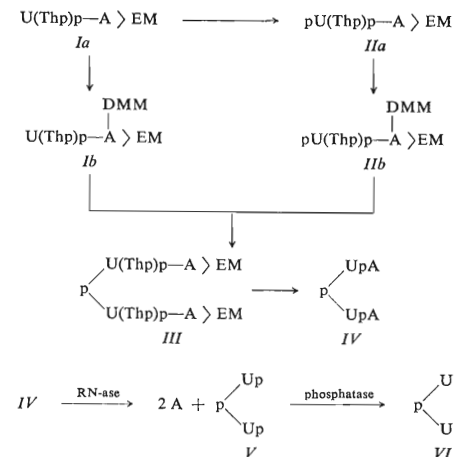 U(Thp)p—A 〉 EM ⟶ pU(Thp)p—A 〉 EM
Ia IIa
DMM DMM
U(Thp)p—A 〉 EM pU(Thp)p—A 〉EM
Ib IIb
U(Thp)p—A 〉 EM UpA
p p
U(Thp)p—A 〉 EM UpA
III IV
Up U
IV RN-ase 2 A + p phosphatase p
Up U
V VI